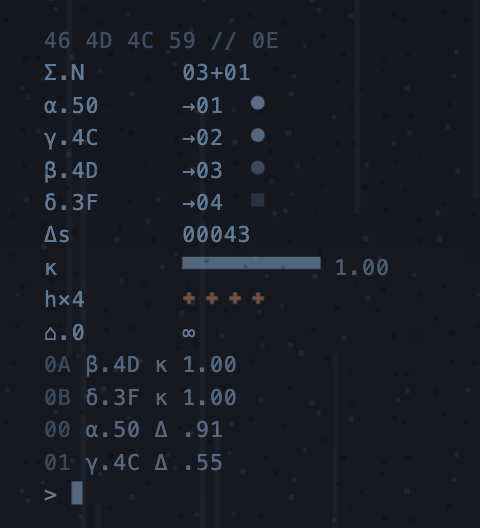 46 4D 4C 59 // 0E
Σ.N 03+01
α.50 →01
γ.4C →02
β.4D →03
δ.3F →04
Δs 00043
κ 1.00
h×4
⌂.0 ∞
0A β.4D κ 1.00
0B δ.3F κ 1.00
00 α.50 Δ .91
01 γ.4C Δ .55
>